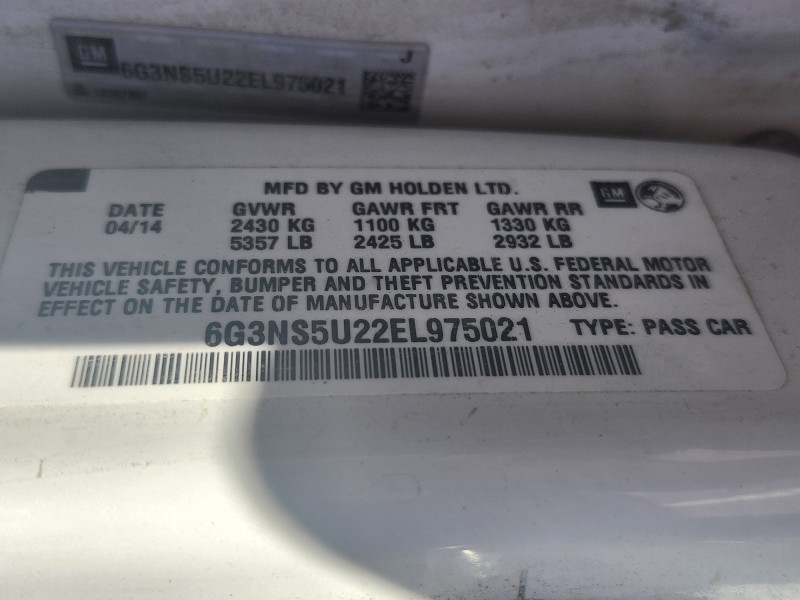 GM
J
6G3NS5U22EL975021
MFD BY GM HOLDEN LTD.
GM
DATE GVWR GAWR FRT GAWR RR
04/14 2430 KG 1100 KG 1330 KG
5357 LB 2425 LB 2932 LB
THIS VEHICLE CONFORMS TO ALL APPLICABLE U.S. FEDERAL MOTOR
VEHICLE SAFETY, BUMPER AND THEFT PREVENTION STANDARDS IN
EFFECT ON THE DATE OF MANUFACTURE SHOWN ABOVE.
6G3NS5U22EL975021 TYPE: PASS CAR